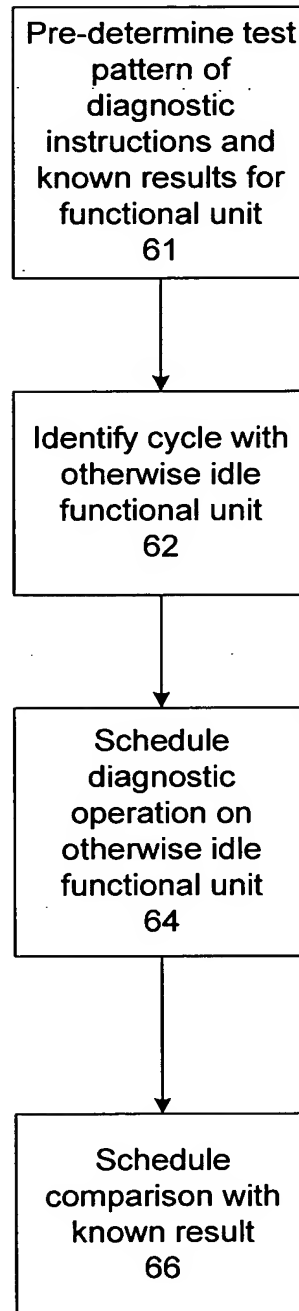 Pre-determine test
pattern of
diagnostic
instructions and
known results for
functional unit
61
Identify cycle with
otherwise idle
functional unit
62
Schedule
diagnostic
operation on
otherwise idle
functional unit
64
Schedule
comparison with
known result
66